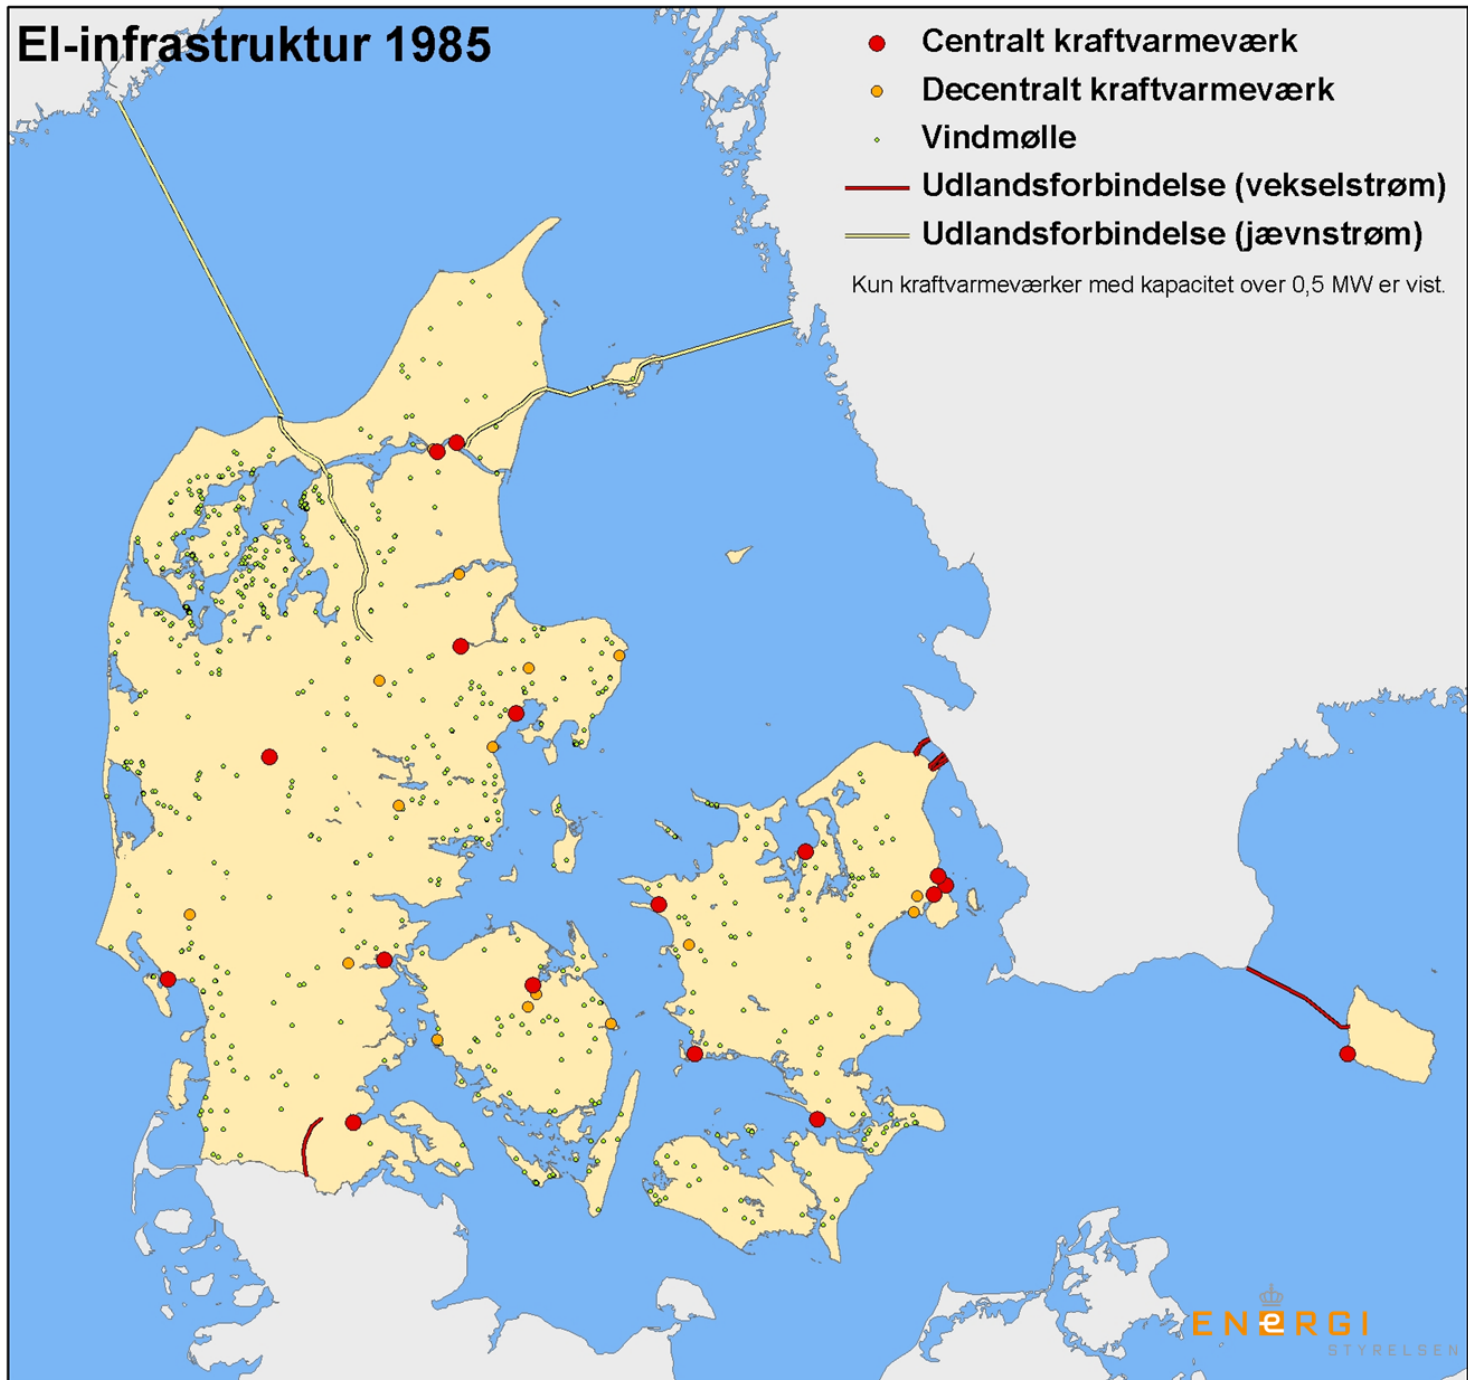 El-infrastruktur 1985
Centralt kraftvarmeværk
Decentralt kraftvarmeværk
Vindmølle
Udlandsforbindelse (vekselstrøm)
Udlandsforbindelse (jævnstrøm)
Kun kraftvarmeværker med kapacitet over 0,5 MW er vist.
ENERGI
STYRELSEN